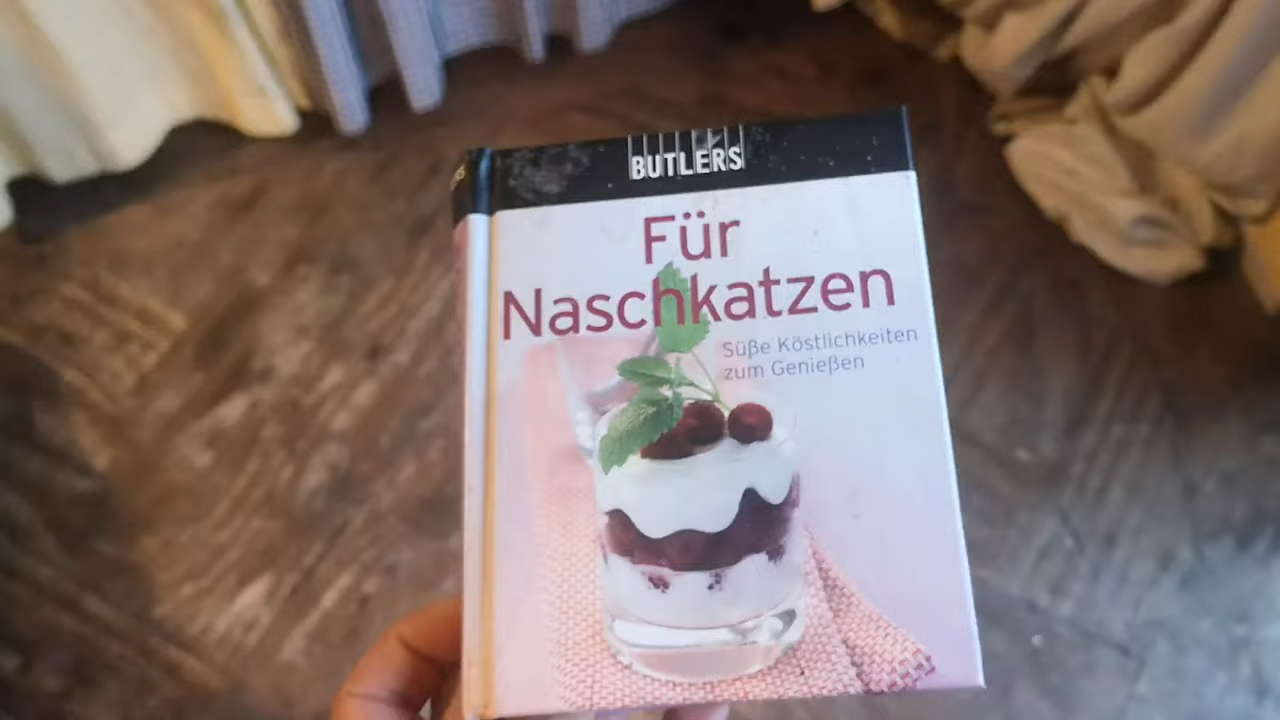 BUTLERS
Für
Naschkatzen
Süße Köstlichkeiten
zum Genießen